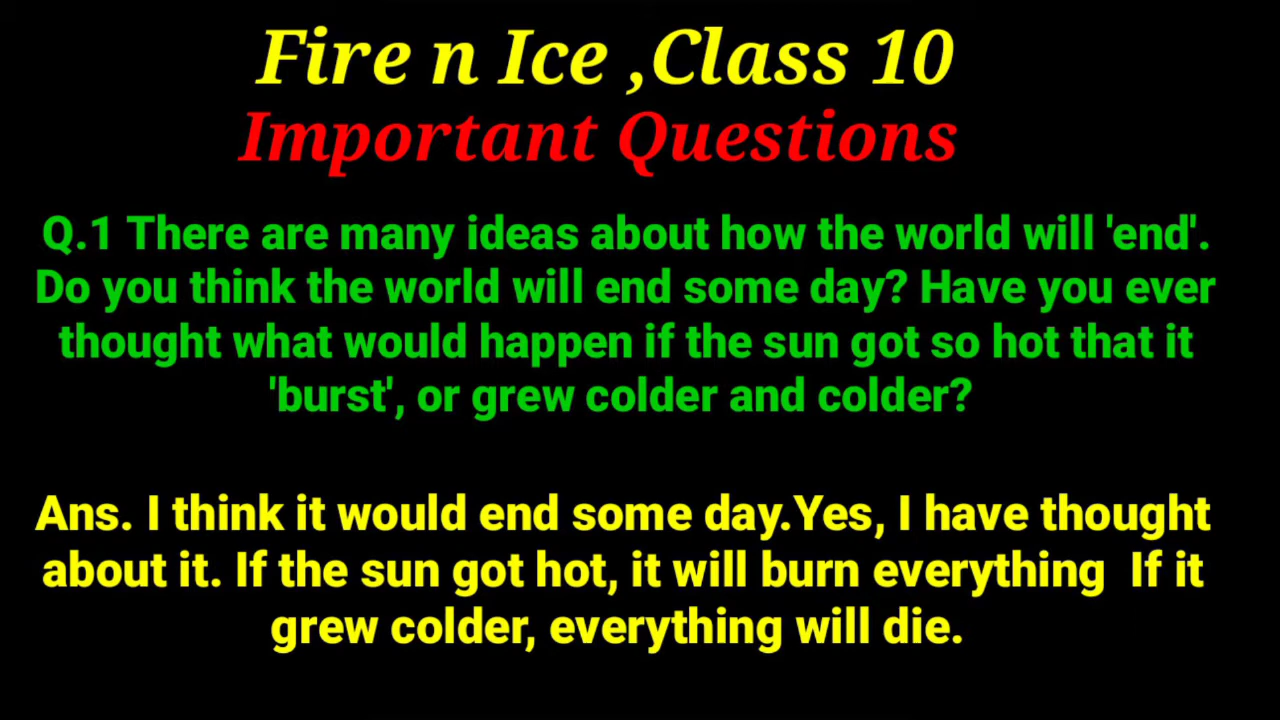 Fire n Ice ,Class 10
Important Questions
Q.1 There are many ideas about how the world will 'end'.
Do you think the world will end some day? Have you ever
thought what would happen if the sun got so hot that it
'burst', or grew colder and colder?
Ans. I think it would end some day.Yes, I have thought
about it. If the sun got hot, it will burn everything  If it
grew colder, everything will die.